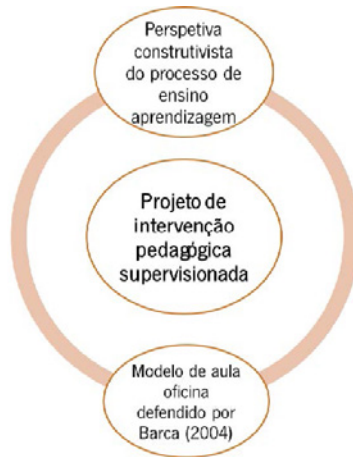 Perspetiva
construtivista
do processo de
ensino
aprendizagem
Projeto de
intervenção
pedagógica
supervisionada
Modelo de aula
oficina
defendido por
Barca (2004)